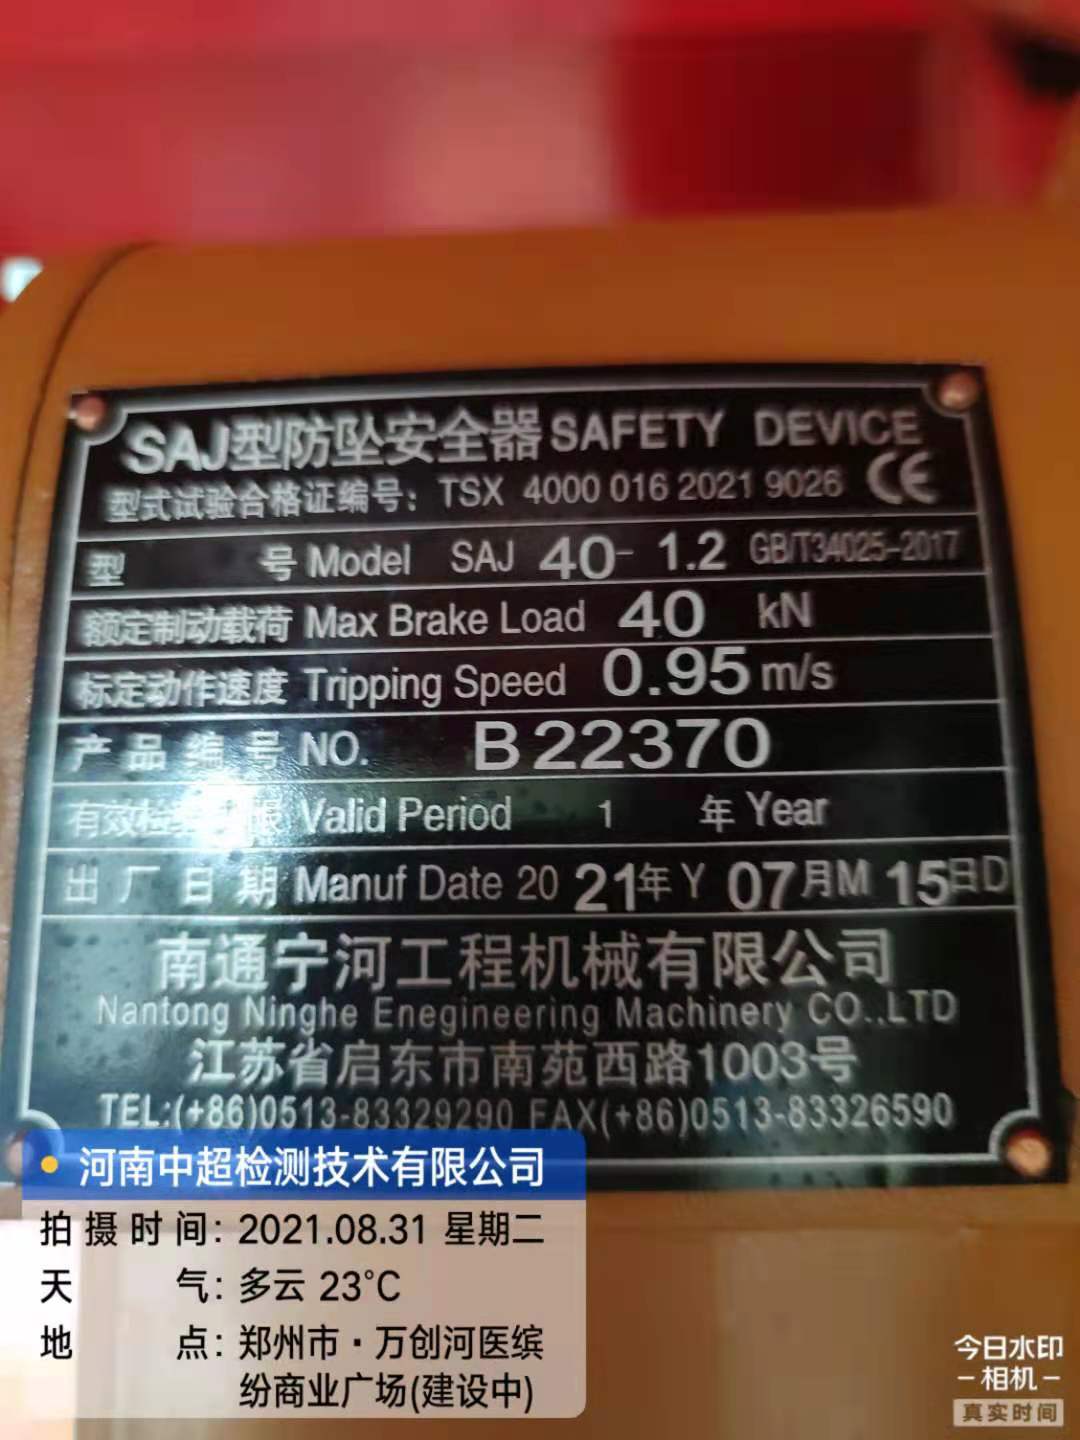 SAJ型防坠安全器 SAFETY DEVICE
型式试验合格证编号: TSX 4000 016 2021 9026 CE
型号 Model SAJ 40- 1.2 GB/T34025-2017
额定制动载荷 Max Brake Load 40 kN
标定动作速度 Tripping Speed 0.95 m/s
产品编号 NO. B22370
有效检 限 Valid Period 1 年 Year
出厂日期 Manuf Date 20 21年Y 07月M 15日D
南通宁河工程机械有限公司
Nantong Ninghe Enegineering Machinery CO..LTD
江苏省启东市南苑西路1003号
TEL:(+86)0513-83329290 FAX(+86)0513-83326590
河南中超检测技术有限公司
拍摄时间: 2021.08.31 星期二
天气: 多云 23°C
地点: 郑州市·万创河医缤
纷商业广场(建设中)
今日水印
-相机-
真实时间